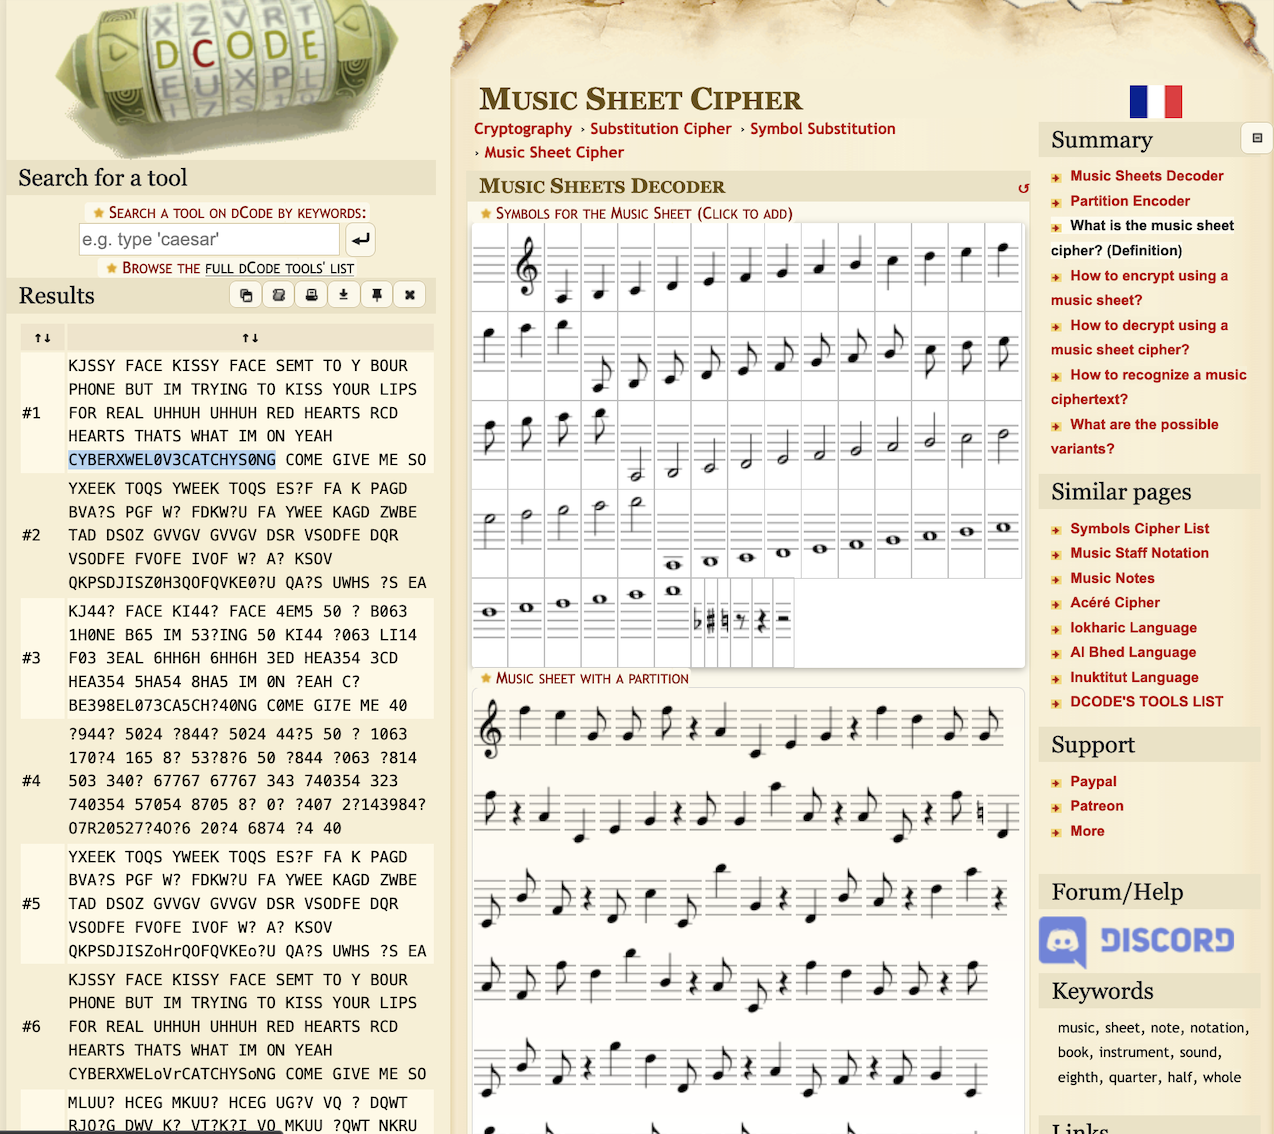 X Z V R T
D C O D E
E U X P L
Search for a tool
★ Search a tool on dCode by keywords:
e.g. type 'caesar'
★ Browse the full dCode tools' list
Results
↑↓ ↑↓
#1
KJSSY FACE KISSY FACE SEMT TO Y BOUR
PHONE BUT IM TRYING TO KISS YOUR LIPS
FOR REAL UHHUH UHHUH RED HEARTS RCD
HEARTS THATS WHAT IM ON YEAH
CYBERXWEL0V3CATCHYS0NG COME GIVE ME SO
#2
YXEEK TOQS YWEEK TOQS ES?F FA K PAGD
BVA?S PGF W? FDKW?U FA YWEE KAGD ZWBE
TAD DSOZ GVVGV GVVGV DSR VSODFE DQR
VSODFE FVOFE IVOF W? A? KSOV
QKPSDJISZ0H3QOFQVKE0?U QA?S UWHS ?S EA
#3
KJ44? FACE KI44? FACE 4EM5 50 ? B063
1H0NE B65 IM 53?ING 50 KI44 ?063 LI14
F03 3EAL 6HH6H 6HH6H 3ED HEA354 3CD
HEA354 5HA54 8HA5 IM 0N ?EAH C?
BE398EL073CA5CH?40NG C0ME GI7E ME 40
#4
?944? 5024 ?844? 5024 44?5 50 ? 1063
170?4 165 8? 53?8?6 50 ?844 ?063 ?814
503 340? 67767 67767 343 740354 323
740354 57054 8705 8? 0? ?407 2?143984?
O7R20527?4O?6 20?4 6874 ?4 40
#5
YXEEK TOQS YWEEK TOQS ES?F FA K PAGD
BVA?S PGF W? FDKW?U FA YWEE KAGD ZWBE
TAD DSOZ GVVGV GVVGV DSR VSODFE DQR
VSODFE FVOFE IVOF W? A? KSOV
QKPSDJISZoHrQOFQVKEo?U QA?S UWHS ?S EA
#6
KJSSY FACE KISSY FACE SEMT TO Y BOUR
PHONE BUT IM TRYING TO KISS YOUR LIPS
FOR REAL UHHUH UHHUH RED HEARTS RCD
HEARTS THATS WHAT IM ON YEAH
CYBERXWELoVrCATCHYSoNG COME GIVE ME SO
MLUU? HCEG MKUU? HCEG UG?V VQ ? DQWT
RJQ?G DWV K? VT?K?I VQ MKUU ?QWT NKRU
Music Sheet Cipher
Cryptography › Substitution Cipher › Symbol Substitution
› Music Sheet Cipher
Music Sheets Decoder
★ Symbols for the Music Sheet (Click to add)
★ Music sheet with a partition
Summary
Music Sheets Decoder
Partition Encoder
What is the music sheet
cipher? (Definition)
How to encrypt using a
music sheet?
How to decrypt using a
music sheet cipher?
How to recognize a music
ciphertext?
What are the possible
variants?
Similar pages
Symbols Cipher List
Music Staff Notation
Music Notes
Acéré Cipher
Iokharic Language
Al Bhed Language
Inuktitut Language
DCODE'S TOOLS LIST
Support
Paypal
Patreon
More
Forum/Help
DISCORD
Keywords
music, sheet, note, notation,
book, instrument, sound,
eighth, quarter, half, whole
Links